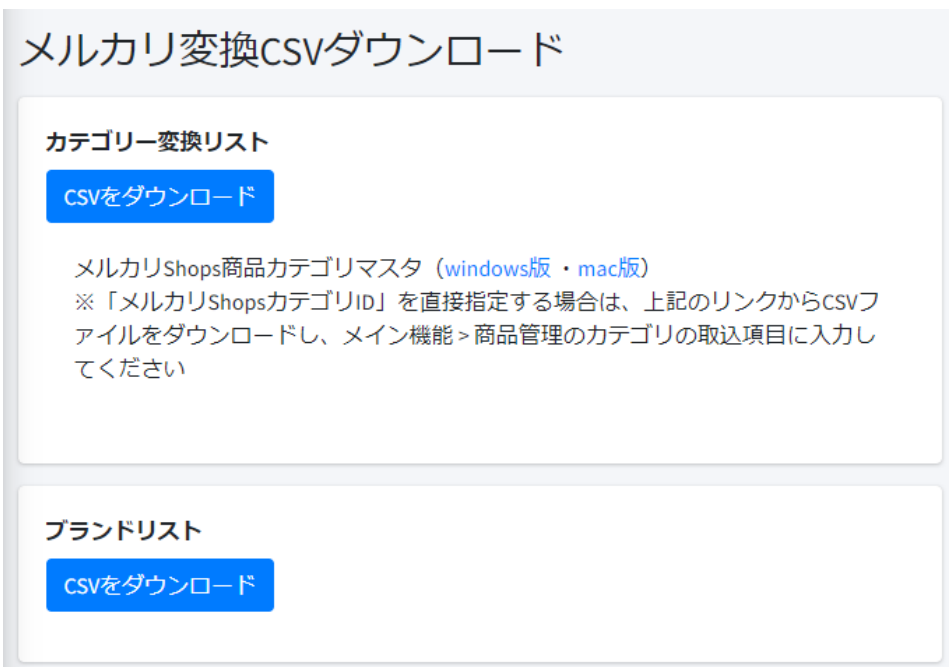 メルカリ変換CSVダウンロード
カテゴリー変換リスト
CSVをダウンロード
メルカリShops商品カテゴリマスタ（windows版 ・mac版）
※「メルカリShopsカテゴリID」を直接指定する場合は、上記のリンクからCSVフ
ァイルをダウンロードし、メイン機能＞商品管理のカテゴリの取込項目に入力し
てください
ブランドリスト
CSVをダウンロード